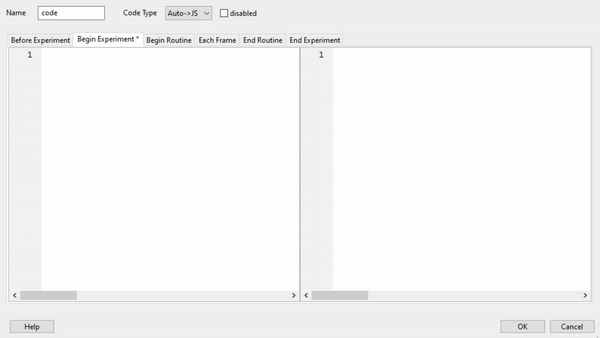 Name code Code Type Auto->JS disabled
Before Experiment Begin Experiment * Begin Routine Each Frame End Routine End Experiment
1 1
Help OK Cancel